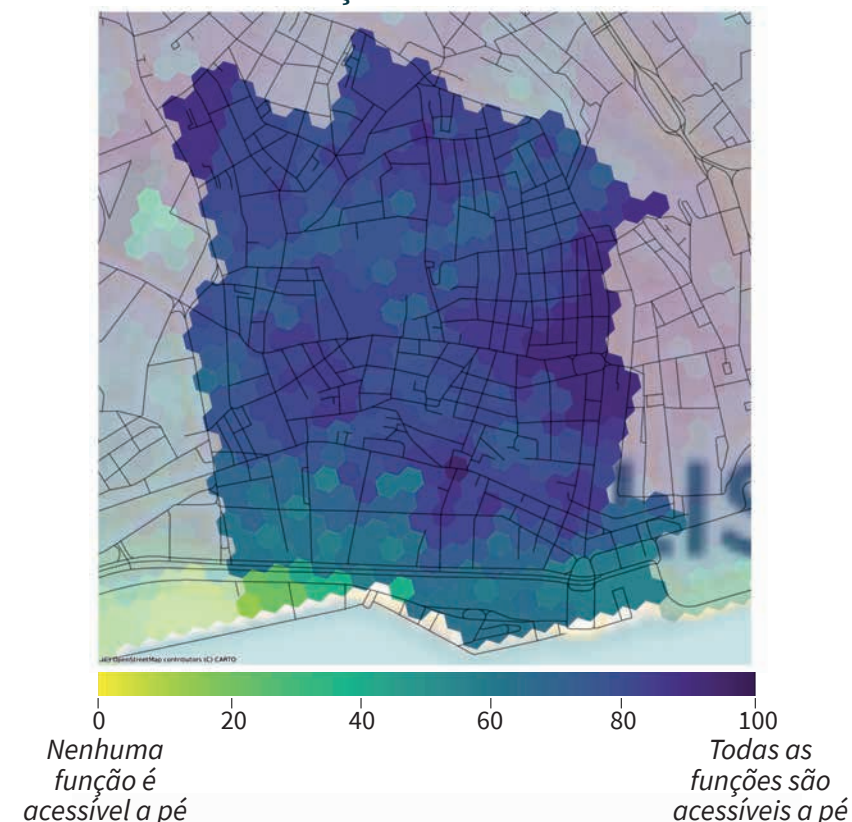 LIS
(C) OpenStreetMap contributors (C) CARTO
0 20 40 60 80 100
Nenhuma
função é
acessível a pé
Todas as
funções são
acessíveis a pé